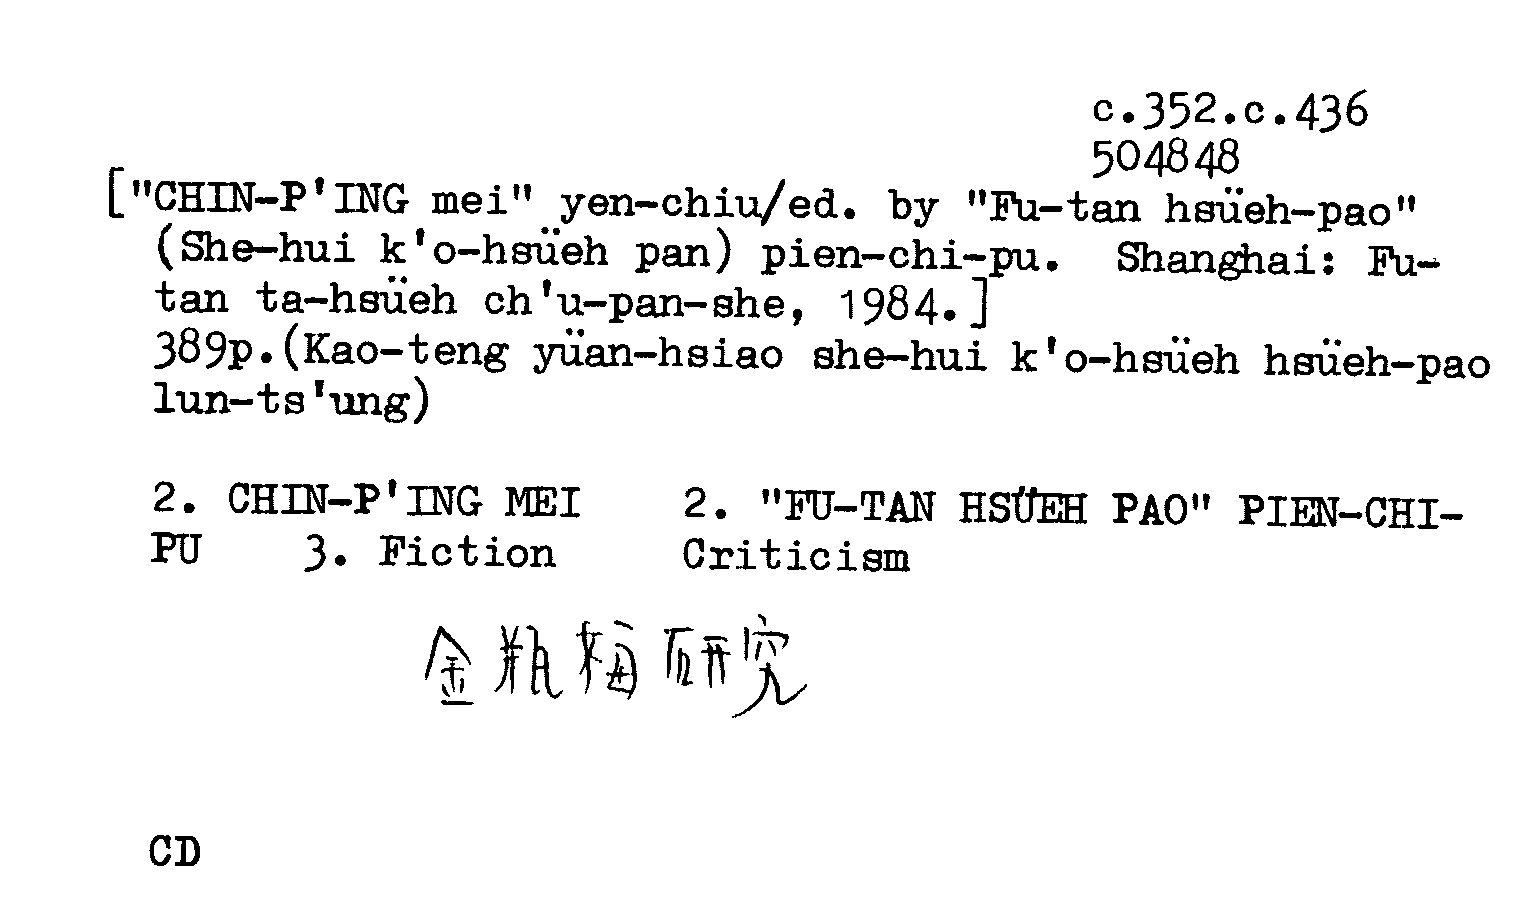 c.352.c.436
504848
["CHIN-P'ING mei" yen-chiu/ed. by "Fu-tan hsüeh-pao"
(She-hui k'o-hsüeh pan) pien-chi-pu. Shanghai: Fu-
tan ta-hsüeh ch'u-pan-she, 1984.]
389p.(Kao-teng yüan-hsiao she-hui k'o-hsüeh hsüeh-pao
lun-ts'ung)
2. CHIN-P'ING MEI 2. "FU-TAN HSÜEH PAO" PIEN-CHI-
PU 3. Fiction Criticism
金瓶梅研究
CD